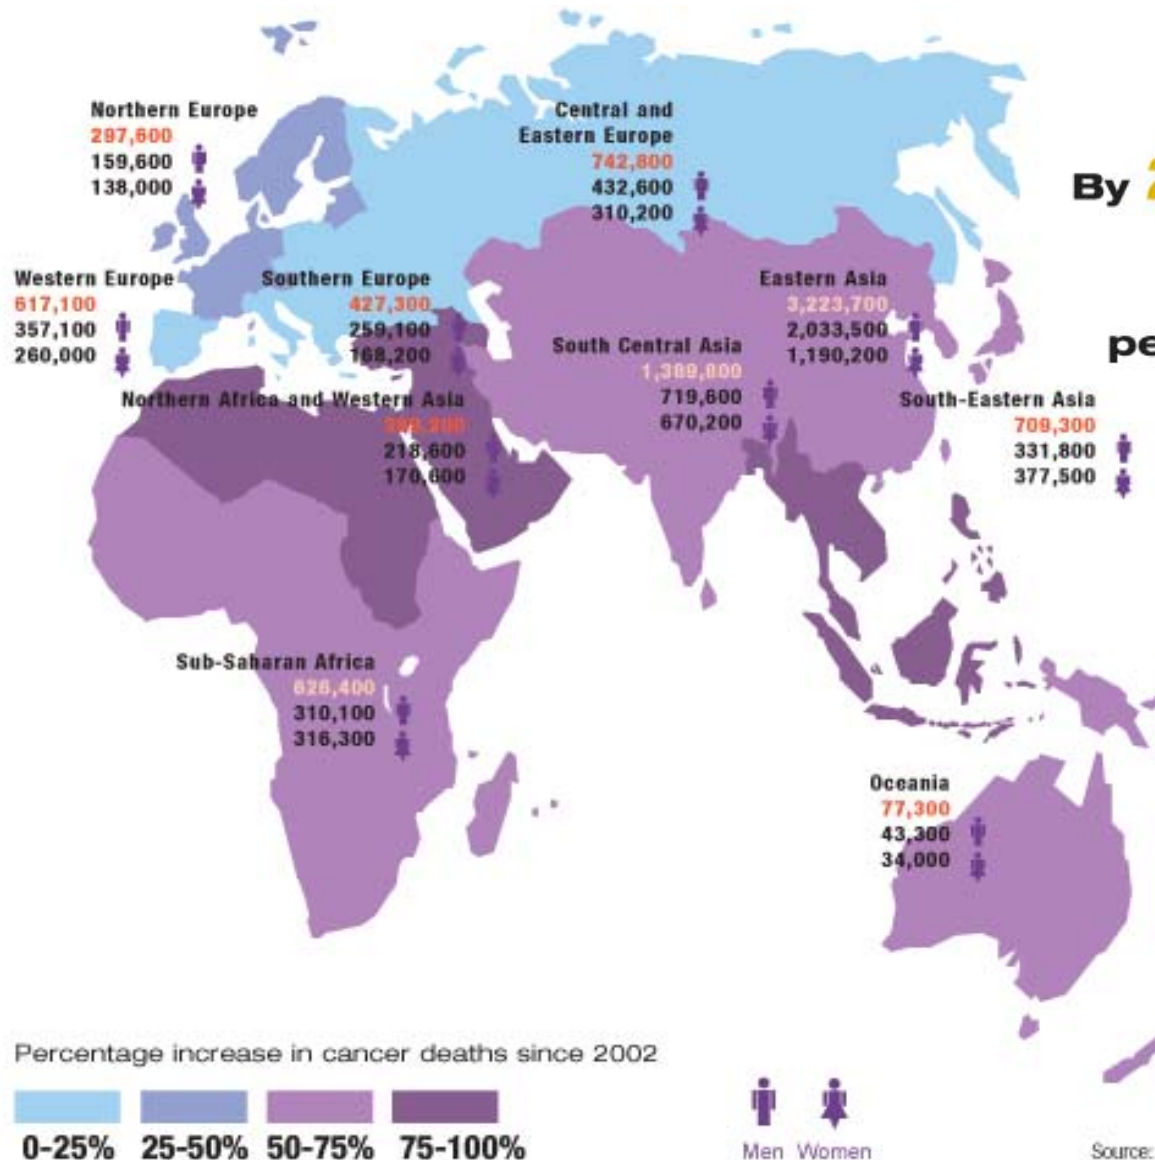 Northern Europe
297,600
159,600
138,000
Central and
Eastern Europe
742,800
432,600
310,200
By
Western Europe
617,100
357,100
260,000
Southern Europe
427,300
259,100
168,200
Eastern Asia
3,223,700
2,033,500
1,190,200
South Central Asia
1,389,800
719,600
670,200
pe
South-Eastern Asia
709,300
331,800
377,500
Northern Africa and Western Asia
218,600
170,600
Sub-Saharan Africa
626,400
310,100
316,300
Oceania
77,300
43,300
34,000
Percentage increase in cancer deaths since 2002
0-25% 25-50% 50-75% 75-100%
Men Women
Source: